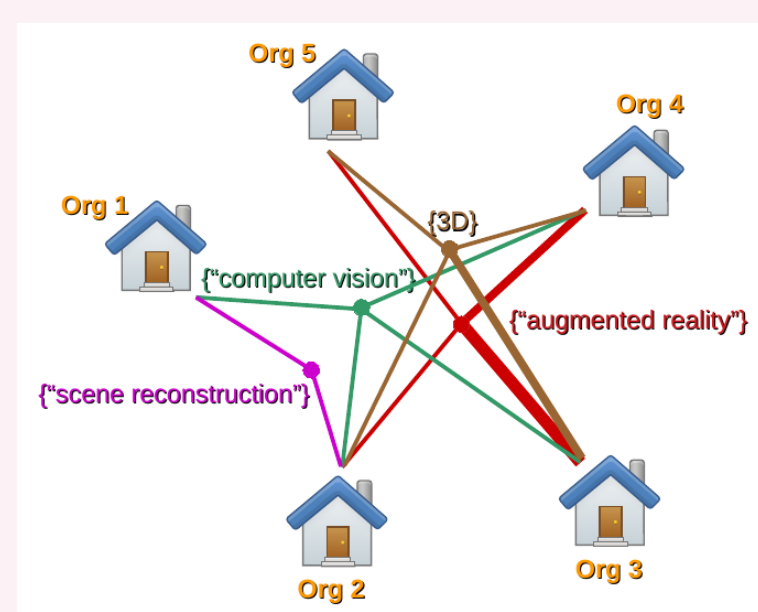 Org 5
Org 4
Org 1
{3D}
{“computer vision”}
{“augmented reality”}
{“scene reconstruction”}
Org 3
Org 2